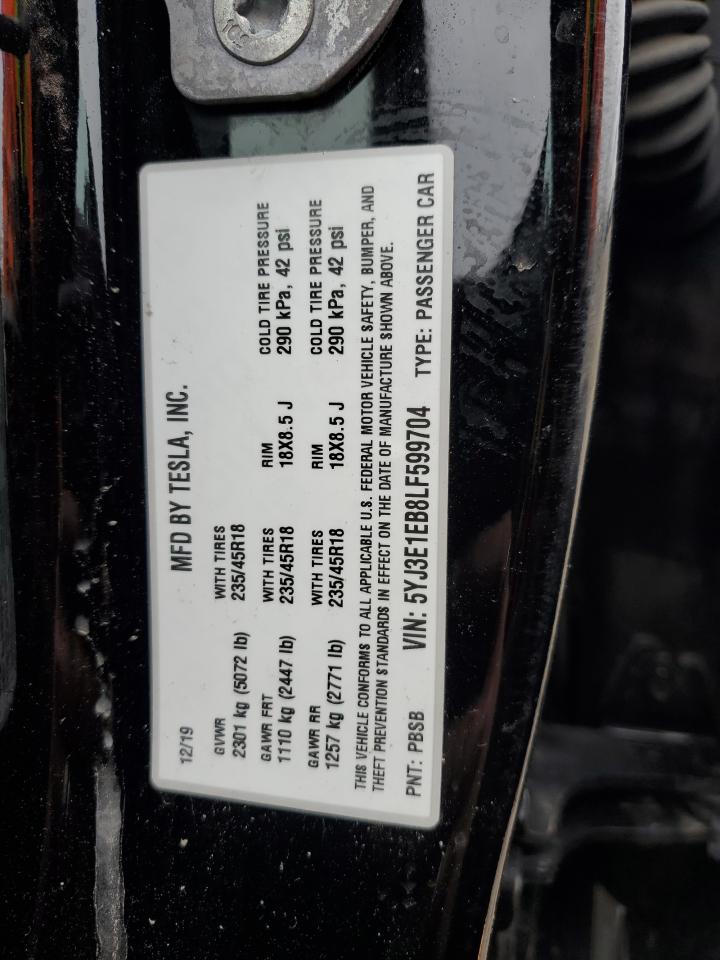 12/19 MFD BY TESLA, INC.
GVWR WITH TIRES
2301 kg (5072 lb) 235/45R18
GAWR FRT WITH TIRES RIM COLD TIRE PRESSURE
1110 kg (2447 lb) 235/45R18 18X8.5 J 290 kPa, 42 psi
GAWR RR WITH TIRES RIM COLD TIRE PRESSURE
1257 kg (2771 lb) 235/45R18 18X8.5 J 290 kPa, 42 psi
THIS VEHICLE CONFORMS TO ALL APPLICABLE U.S. FEDERAL MOTOR VEHICLE SAFETY, BUMPER, AND
THEFT PREVENTION STANDARDS IN EFFECT ON THE DATE OF MANUFACTURE SHOWN ABOVE.
PNT: PBSB VIN: 5YJ3E1EB8LF599704 TYPE: PASSENGER CAR